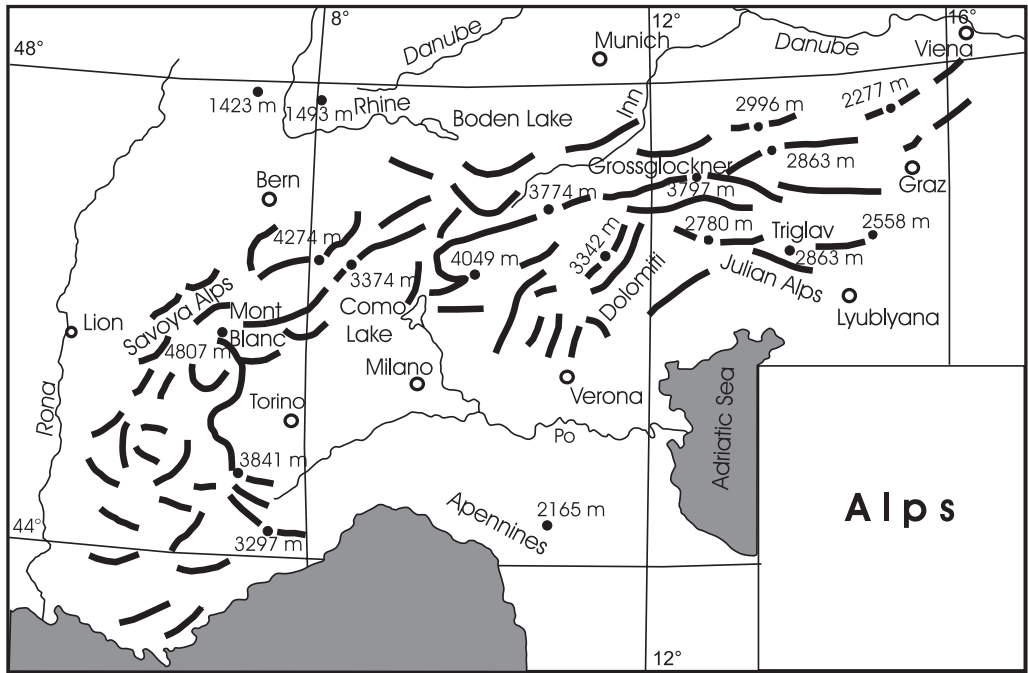 8°
12°
16°
48°
Danube
Munich
Danube
Viena
1423 m
1493 m
Rhine
Boden Lake
Inn
2996 m
2277 m
2863 m
Grossglockner
3797 m
Graz
Bern
3774 m
4274 m
3374 m
4049 m
3342 m
Dolomiti
2780 m
Triglav
2863 m
2558 m
Julian Alps
Lyublyana
Savoya Alps
Lion
Mont
Blanc
4807 m
Como
Lake
Milano
Verona
Torino
Rona
Po
Adriatic Sea
3841 m
Apennines
2165 m
Alps
44°
3297 m
12°